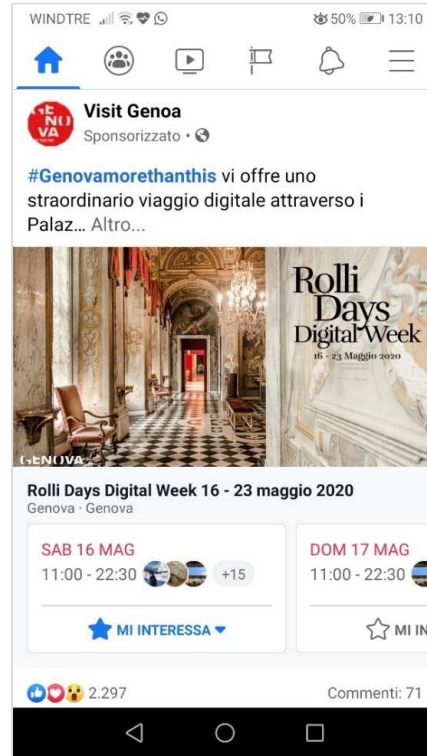 WINDTRE 50% 13:10
GE
NO
VA
Visit Genoa
Sponsorizzato •
#Genovamorethanthis vi offre uno
straordinario viaggio digitale attraverso i
Palaz... Altro...
Rolli
Days
Digital Week
16 - 23 Maggio 2020
GENOVA
Rolli Days Digital Week 16 - 23 maggio 2020
Genova · Genova
SAB 16 MAG
11:00 - 22:30 +15
MI INTERESSA
DOM 17 MAG
11:00 - 22:30
MI IN
2.297 Commenti: 71